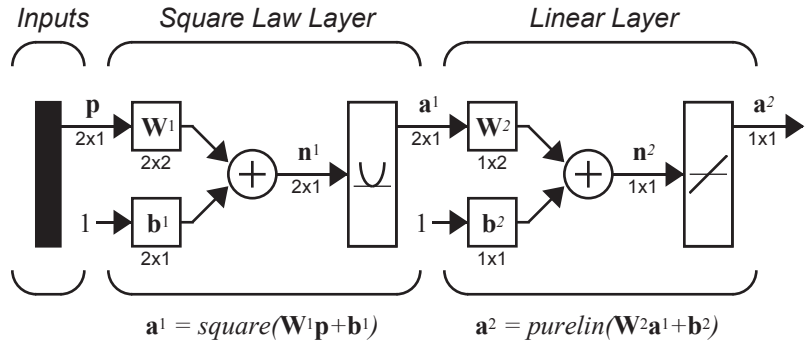 Inputs Square Law Layer Linear Layer
p a¹ a²
W¹ W²
2x1 2x1 1x1
2x2 n¹ 1x2 n²
2x1 1x1
1 b¹ 1 b²
2x1 1x1
a¹ = square(W¹p+b¹) a² = purelin(W²a¹+b²)